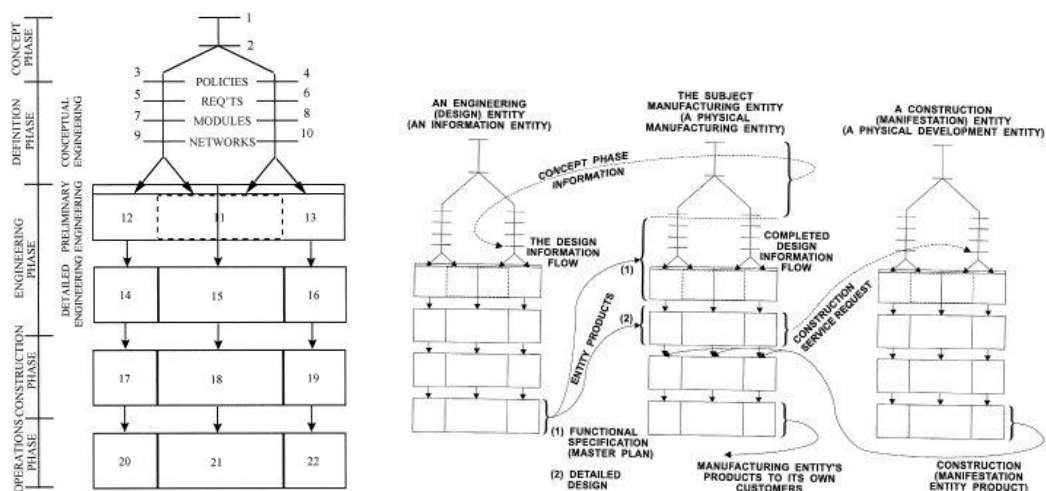 CONCEPT
PHASE
DEFINITION
PHASE
ENGINEERING
PHASE
CONSTRUCTION
PHASE
OPERATIONS
PHASE
CONCEPTUAL
ENGINEERING
PRELIMINARY
ENGINEERING
DETAILED
ENGINEERING
1
2
3 4
POLICIES
5 6
REQ'TS
7 8
MODULES
9 10
NETWORKS
12 11 13
14 15 16
17 18 19
20 21 22
AN ENGINEERING
(DESIGN) ENTITY
(AN INFORMATION ENTITY)
THE SUBJECT
MANUFACTURING ENTITY
(A PHYSICAL
MANUFACTURING ENTITY)
A CONSTRUCTION
(MANIFESTATION) ENTITY
(A PHYSICAL DEVELOPMENT ENTITY)
CONCEPT PHASE
INFORMATION
THE DESIGN
INFORMATION
FLOW
COMPLETED
DESIGN
INFORMATION
FLOW
(1)
(2)
ENTITY PRODUCTS
CONSTRUCTION
SERVICE REQUEST
(1) FUNCTIONAL
SPECIFICATION
(MASTER PLAN)
(2) DETAILED
DESIGN
MANUFACTURING ENTITY'S
PRODUCTS TO ITS OWN
CUSTOMERS
CONSTRUCTION
(MANIFESTATION
ENTITY PRODUCT)